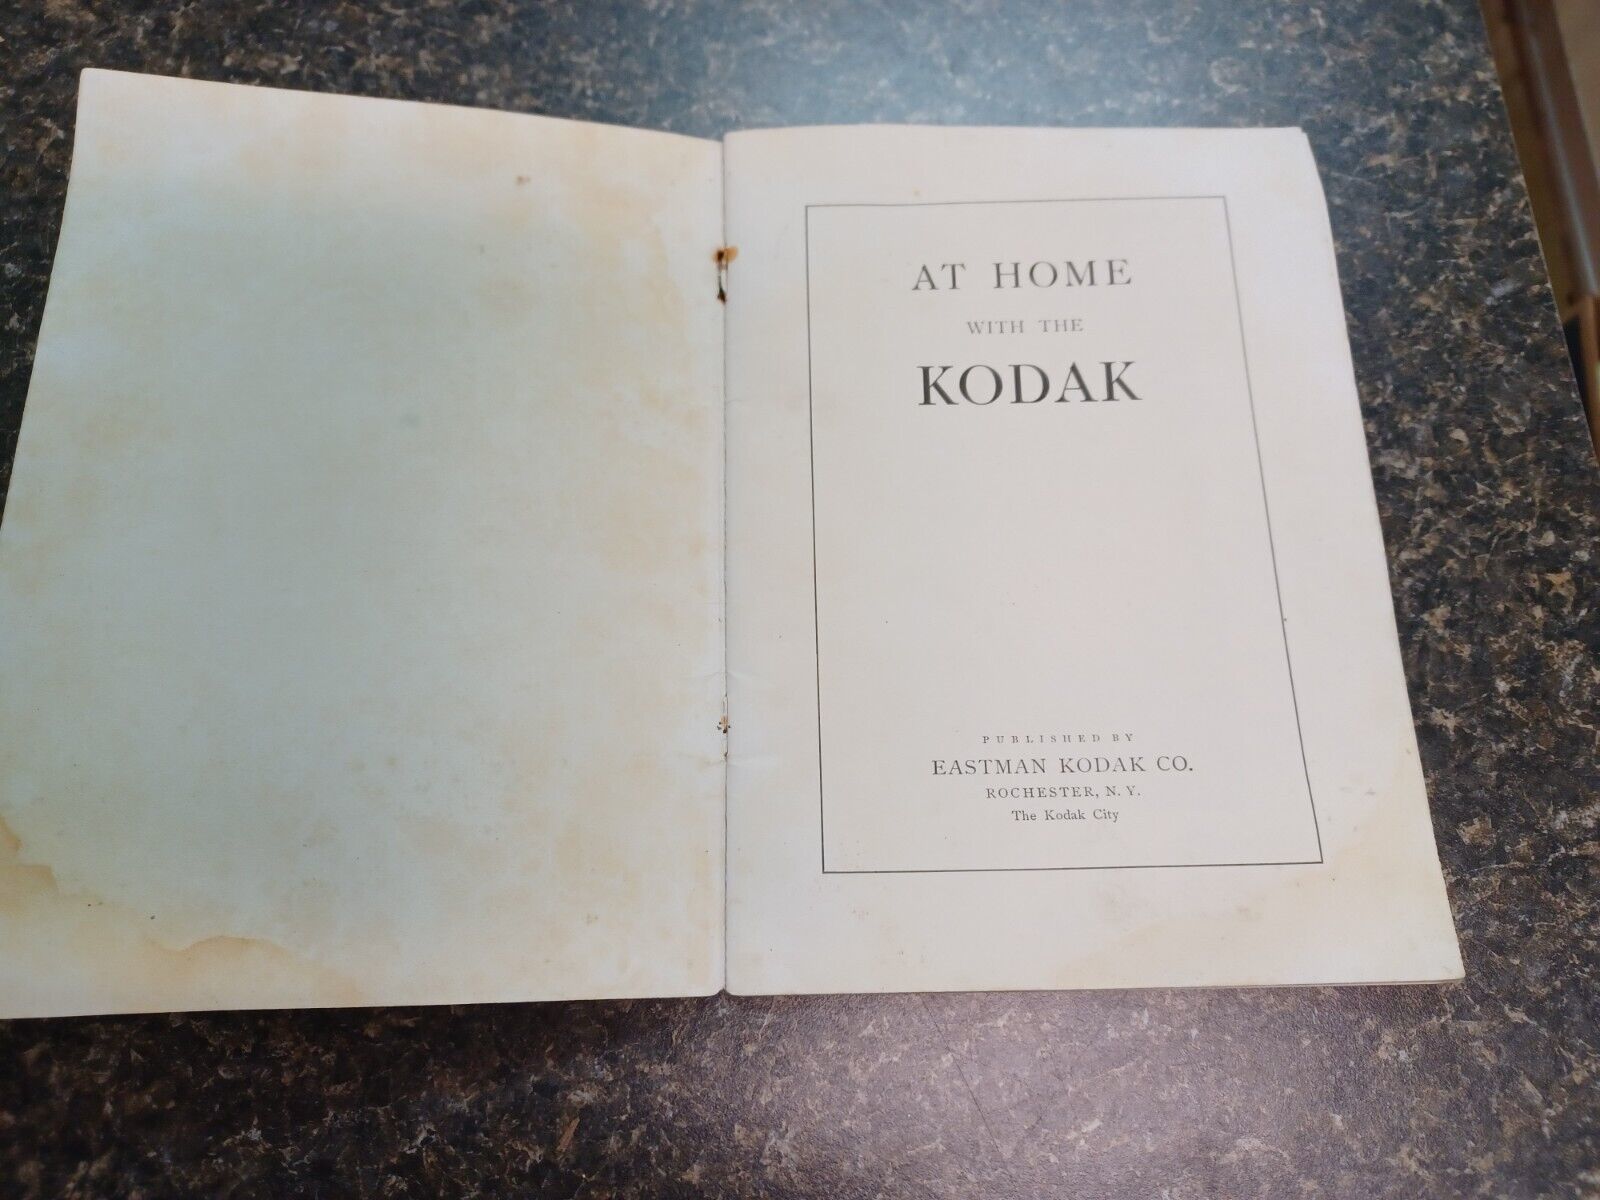 AT HOME
WITH THE
KODAK
PUBLISHED BY
EASTMAN KODAK CO.
ROCHESTER, N. Y.
The Kodak City